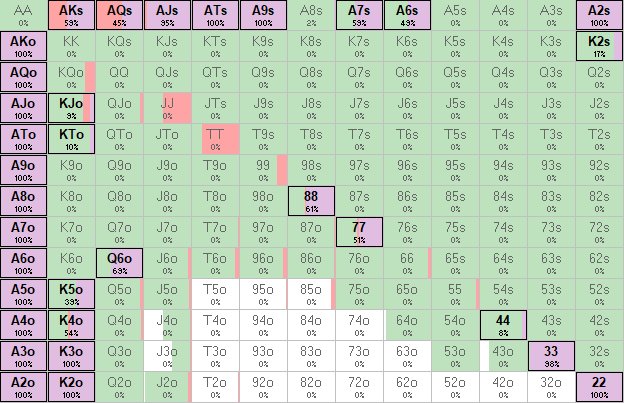 AA AKs AQs AJs ATs A9s A8s A7s A6s A5s A4s A3s A2s
0% 59% 45% 95% 100% 100% 2% 59% 49% 0% 0% 0% 100%
AKo KK KQs KJs KTs K9s K8s K7s K6s K5s K4s K3s K2s
100% 0% 0% 0% 0% 0% 0% 0% 0% 0% 0% 0% 17%
AQo KQo QQ QJs QTs Q9s Q8s Q7s Q6s Q5s Q4s Q3s Q2s
100% 0% 0% 0% 0% 0% 0% 0% 0% 0% 0% 0% 0%
AJo KJo QJo JJ JTs J9s J8s J7s J6s J5s J4s J3s J2s
100% 9% 0% 0% 0% 0% 0% 0% 0% 0% 0% 0% 0%
ATo KTo QTo JTo TT T9s T8s T7s T6s T5s T4s T3s T2s
100% 10% 0% 0% 0% 0% 0% 0% 0% 0% 0% 0% 0%
A9o K9o Q9o J9o T9o 99 98s 97s 96s 95s 94s 93s 92s
100% 0% 0% 0% 0% 0% 0% 0% 0% 0% 0% 0% 0%
A8o K8o Q8o J8o T8o 98o 88 87s 86s 85s 84s 83s 82s
100% 0% 0% 0% 0% 0% 61% 0% 0% 0% 0% 0% 0%
A7o K7o Q7o J7o T7o 97o 87o 77 76s 75s 74s 73s 72s
100% 0% 0% 0% 0% 0% 0% 51% 0% 0% 0% 0% 0%
A6o K6o Q6o J6o T6o 96o 86o 76o 66 65s 64s 63s 62s
100% 0% 69% 0% 0% 0% 0% 0% 0% 0% 0% 0% 0%
A5o K5o Q5o J5o T5o 95o 85o 75o 65o 55 54s 53s 52s
100% 39% 0% 0% 0% 0% 0% 0% 0% 0% 0% 0% 0%
A4o K4o Q4o J4o T4o 94o 84o 74o 64o 54o 44 43s 42s
100% 54% 0% 0% 0% 0% 0% 0% 0% 0% 8% 0% 0%
A3o K3o Q3o J3o T3o 93o 83o 73o 63o 53o 43o 33 32s
100% 100% 0% 0% 0% 0% 0% 0% 0% 0% 0% 98% 0%
A2o K2o Q2o J2o T2o 92o 82o 72o 62o 52o 42o 32o 22
100% 100% 0% 0% 0% 0% 0% 0% 0% 0% 0% 0% 100%